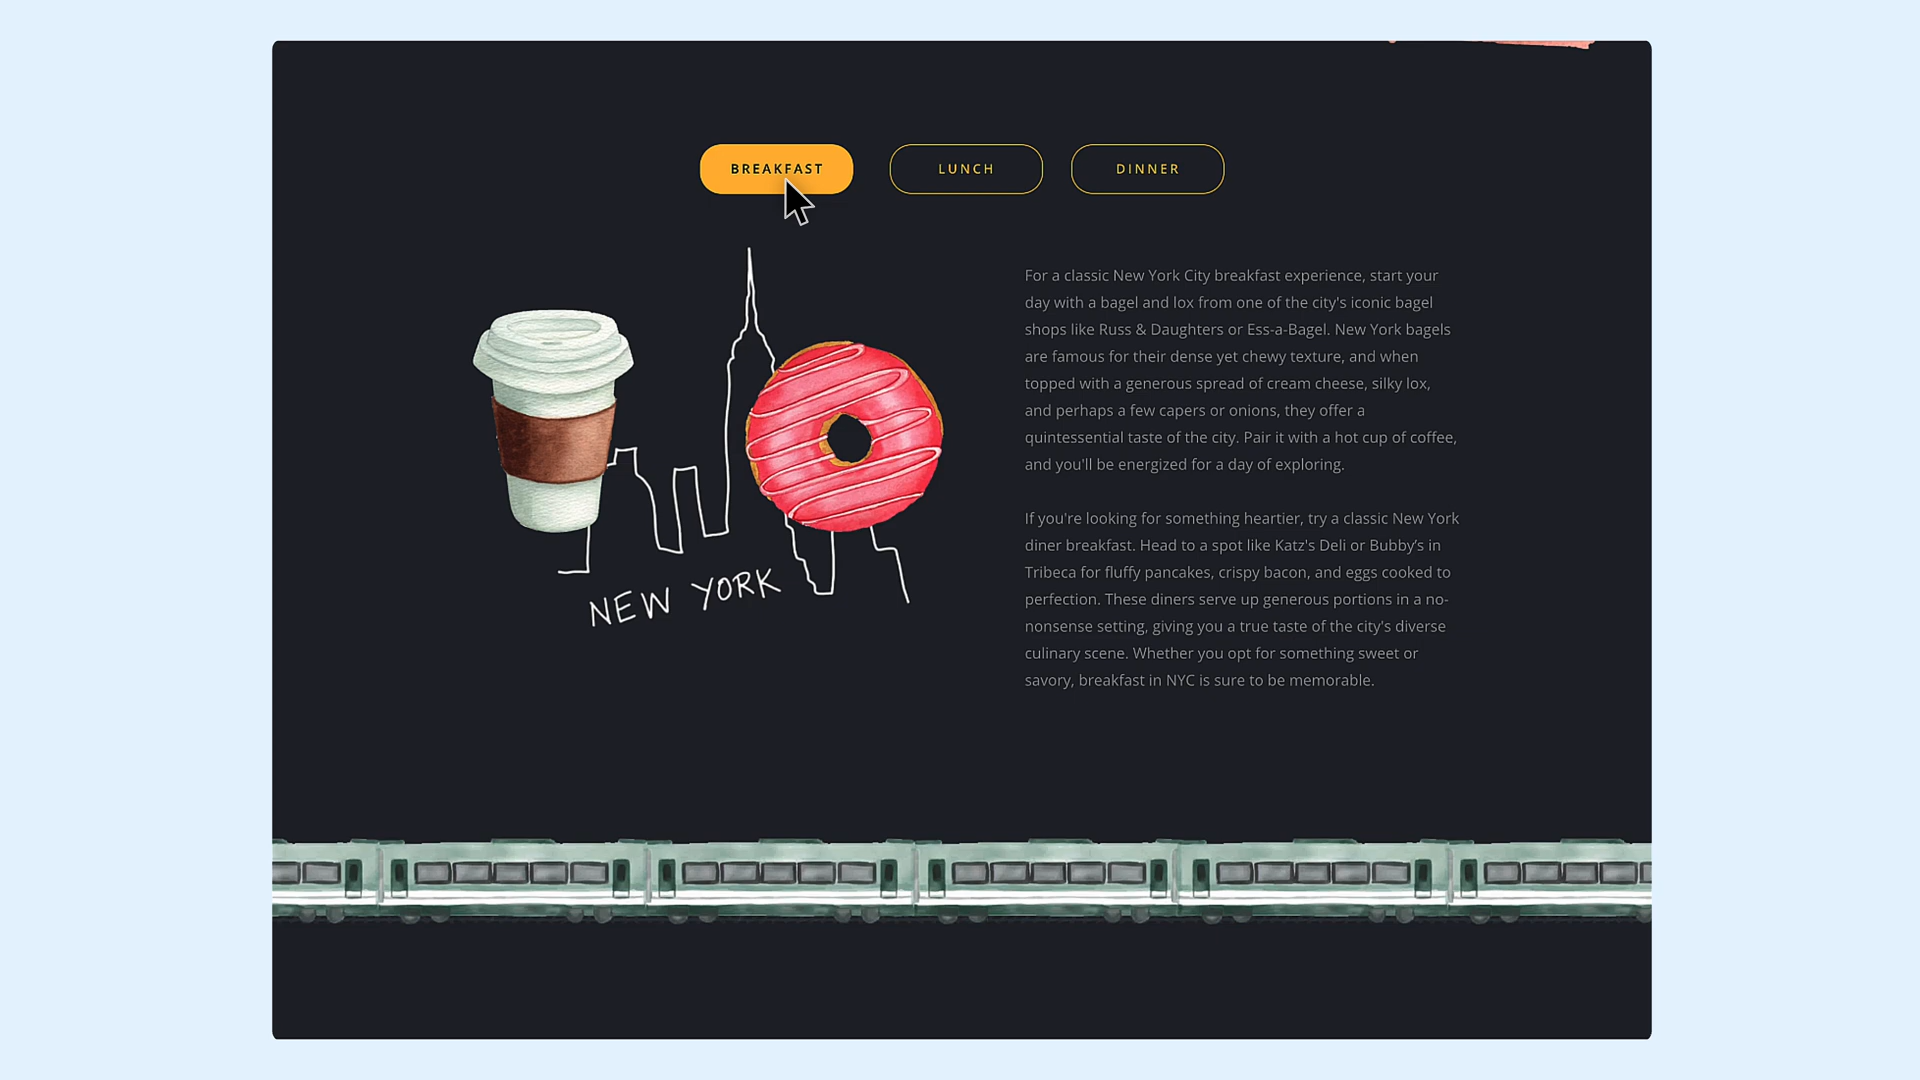 BREAKFAST
LUNCH
DINNER
For a classic New York City breakfast experience, start your
day with a bagel and lox from one of the city's iconic bagel
shops like Russ & Daughters or Ess-a-Bagel. New York bagels
are famous for their dense yet chewy texture, and when
topped with a generous spread of cream cheese, silky lox,
and perhaps a few capers or onions, they offer a
quintessential taste of the city. Pair it with a hot cup of coffee,
and you'll be energized for a day of exploring.
If you're looking for something heartier, try a classic New York
diner breakfast. Head to a spot like Katz's Deli or Bubby’s in
Tribeca for fluffy pancakes, crispy bacon, and eggs cooked to
perfection. These diners serve up generous portions in a no-
nonsense setting, giving you a true taste of the city's diverse
culinary scene. Whether you opt for something sweet or
savory, breakfast in NYC is sure to be memorable.
NEW YORK